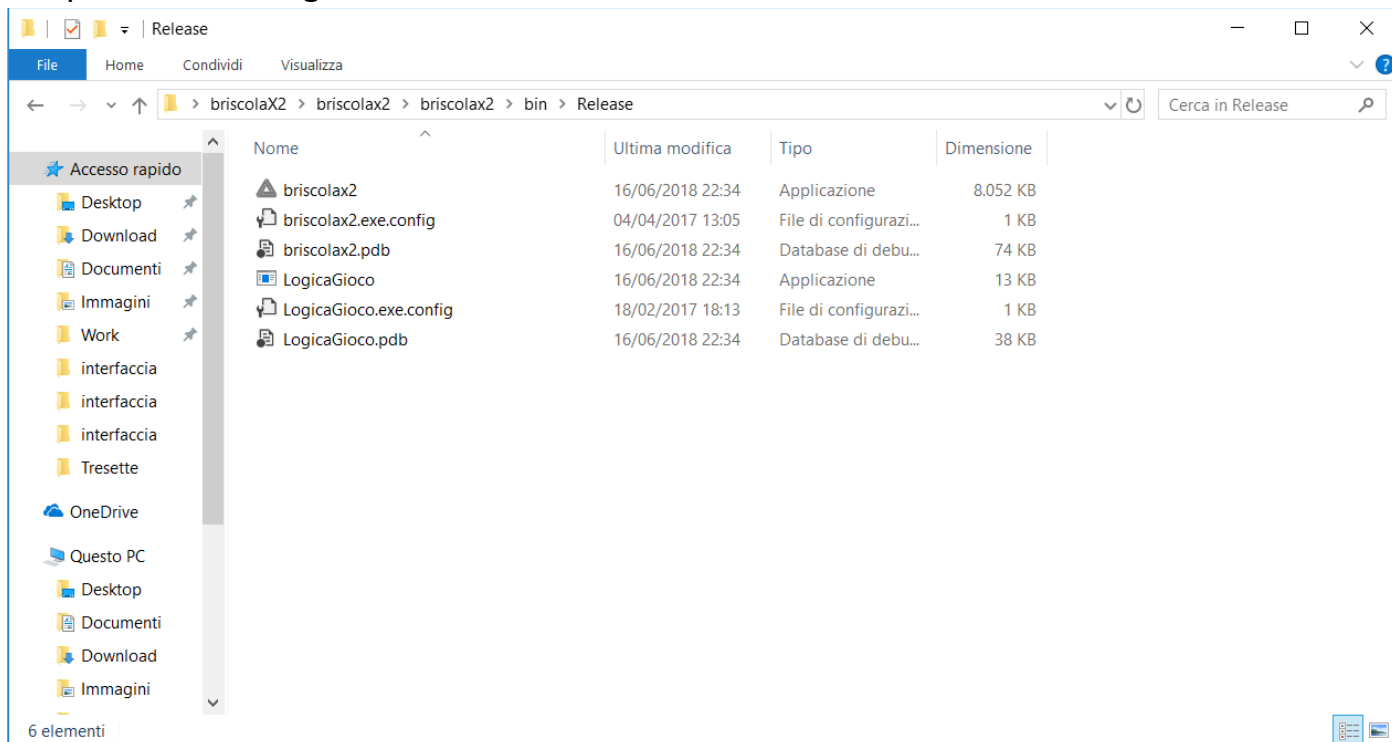 Release
File Home Condividi Visualizza
briscolaX2 > briscolax2 > briscolax2 > bin > Release
Cerca in Release
Nome Ultima modifica Tipo Dimensione
Accesso rapido
Desktop
Download
Documenti
Immagini
Work
interfaccia
interfaccia
interfaccia
Tresette
OneDrive
Questo PC
Desktop
Documenti
Download
Immagini
briscolax2 16/06/2018 22:34 Applicazione 8.052 KB
briscolax2.exe.config 04/04/2017 13:05 File di configurazi... 1 KB
briscolax2.pdb 16/06/2018 22:34 Database di debu... 74 KB
LogicaGioco 16/06/2018 22:34 Applicazione 13 KB
LogicaGioco.exe.config 18/02/2017 18:13 File di configurazi... 1 KB
LogicaGioco.pdb 16/06/2018 22:34 Database di debu... 38 KB
6 elementi